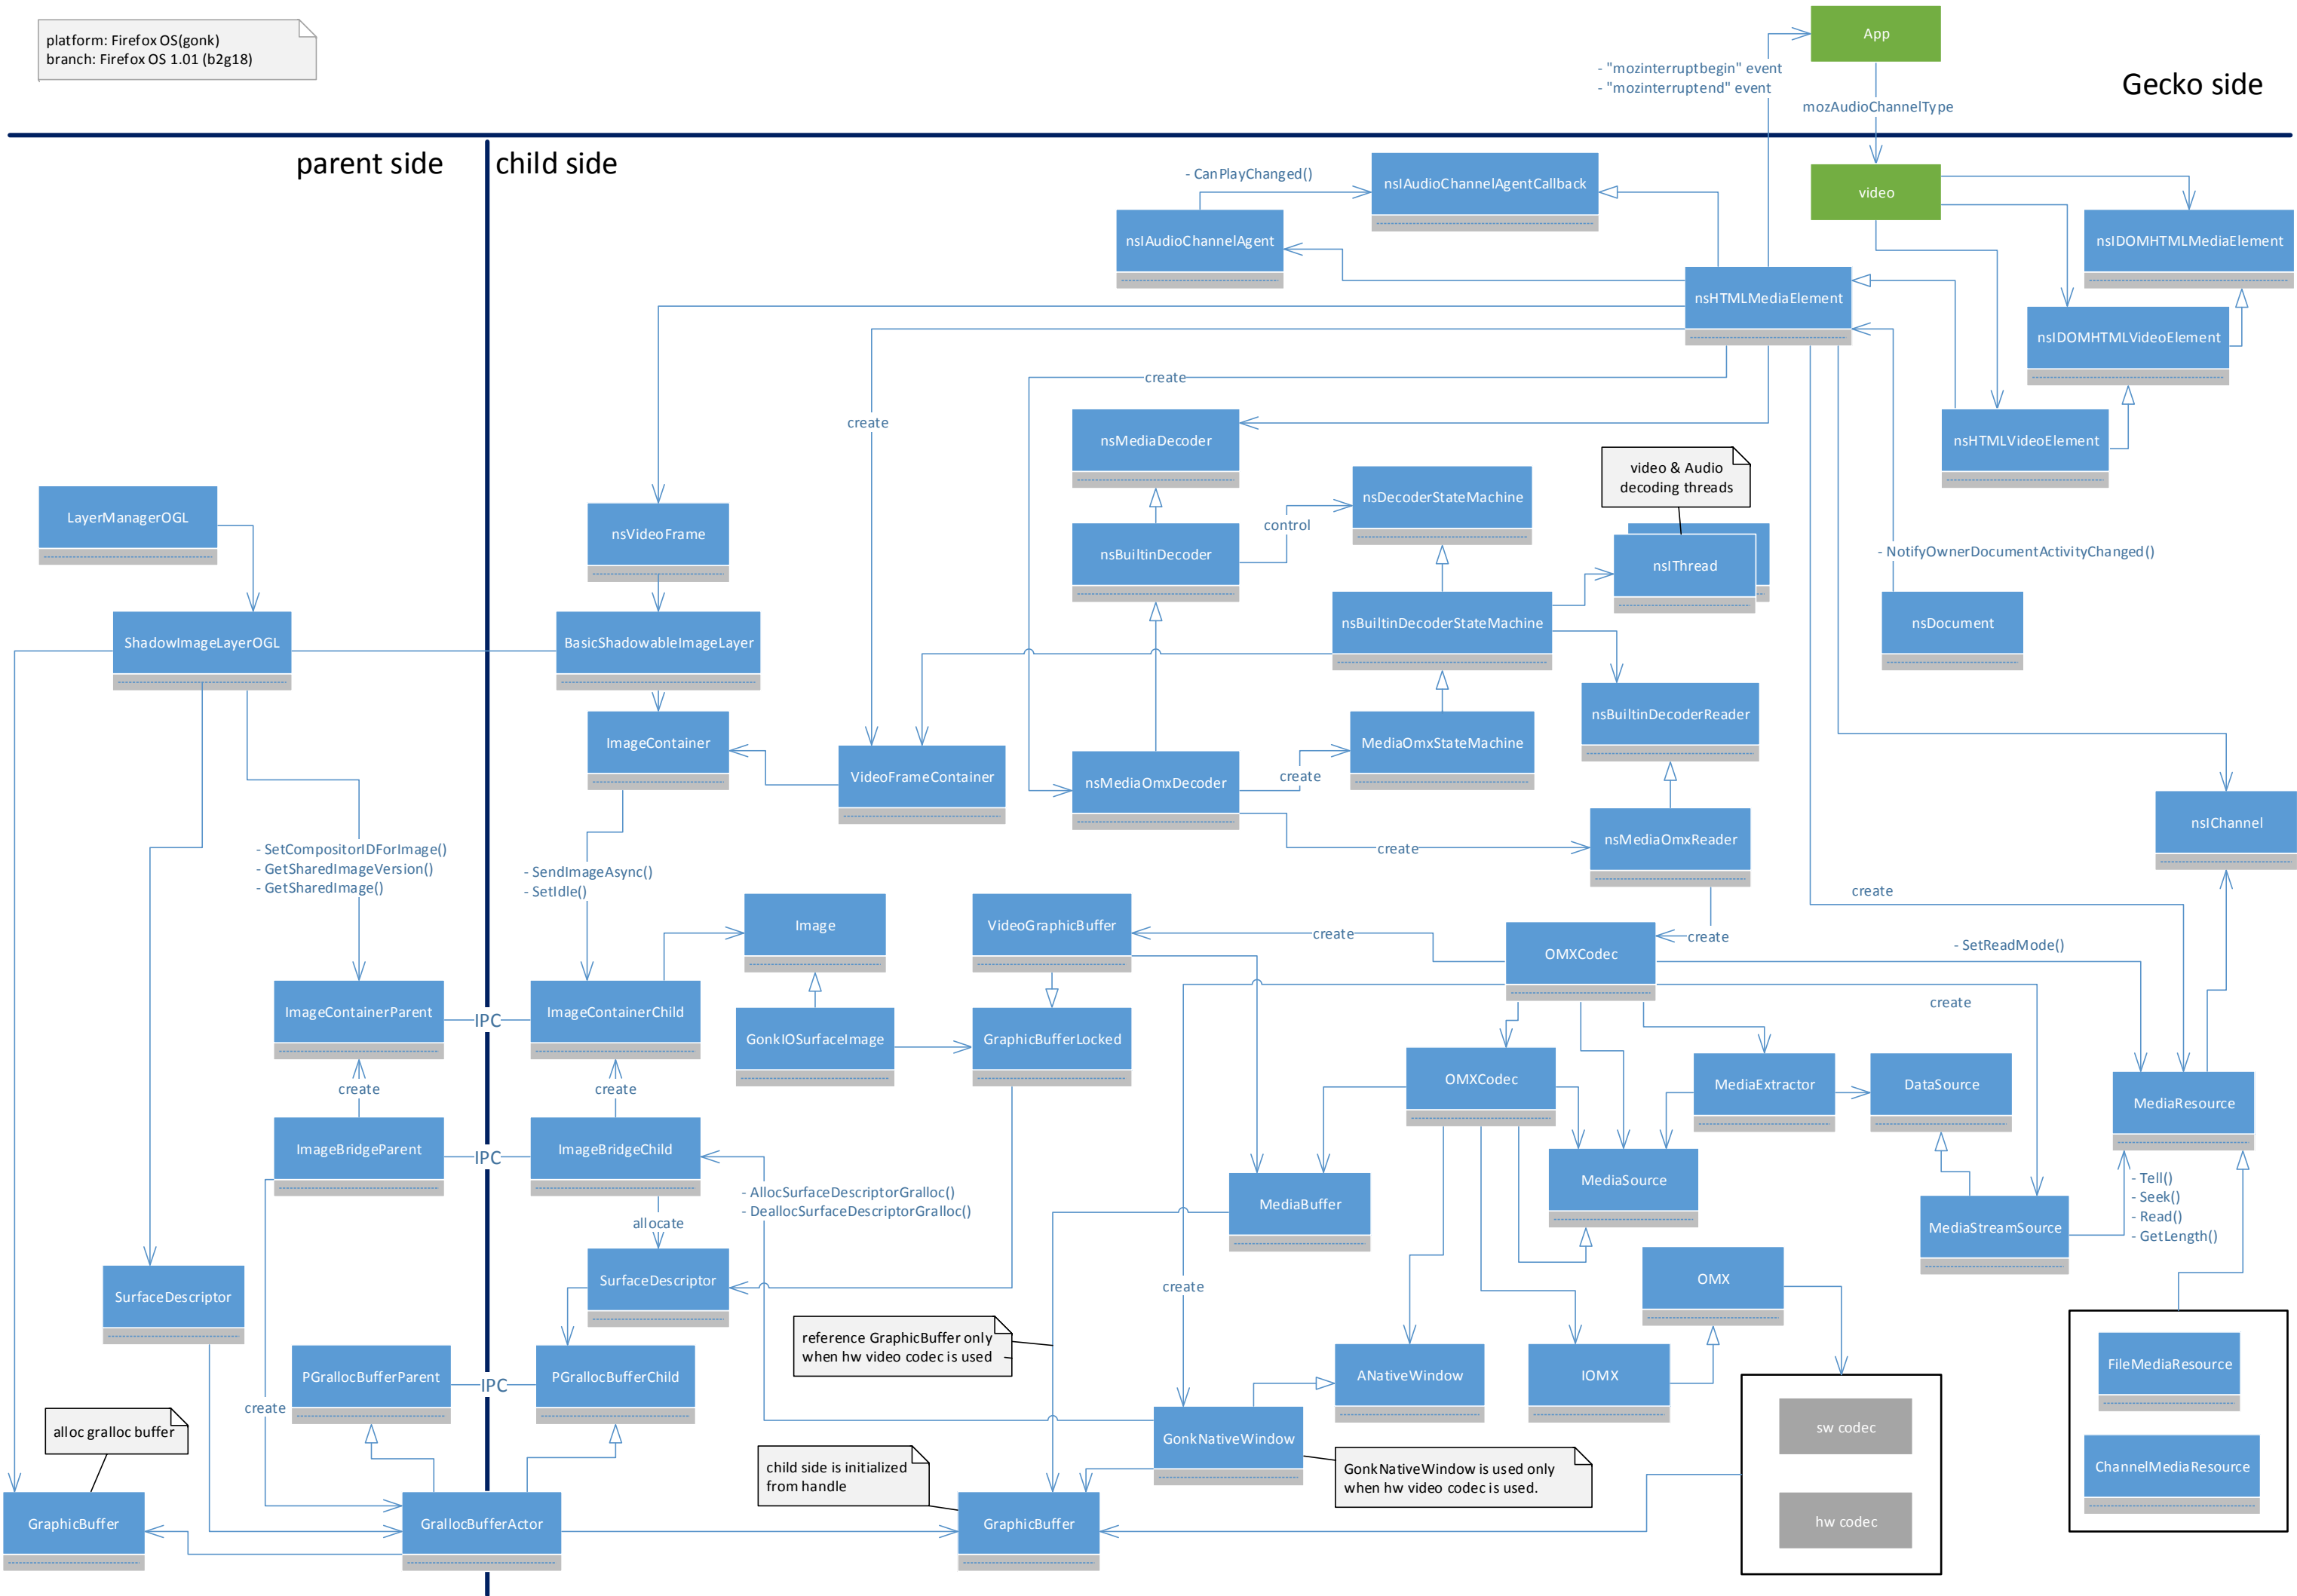 platform: Firefox OS(gonk)
branch: Firefox OS 1.01 (b2g18)
App
- "mozinterruptbegin" event
- "mozinterruptend" event
mozAudioChannelType
Gecko side
parent side
child side
- CanPlayChanged()
nsIAudioChannelAgentCallback
video
nsIAudioChannelAgent
nsIDOMHTMLMediaElement
nsHTMLMediaElement
nsIDOMHTMLVideoElement
create
create
nsMediaDecoder
nsHTMLVideoElement
video & Audio
decoding threads
LayerManagerOGL
nsVideoFrame
nsDecoderStateMachine
control
nsBuiltinDecoder
nsIThread
- NotifyOwnerDocumentActivityChanged()
ShadowImageLayerOGL
BasicShadowableImageLayer
nsBuiltinDecoderStateMachine
nsDocument
ImageContainer
nsBuiltinDecoderReader
VideoFrameContainer
nsMediaOmxDecoder
create
MediaOmxStateMachine
nsIChannel
- SetCompositorIDForImage()
- GetSharedImageVersion()
- GetSharedImage()
- SendImageAsync()
- SetIdle()
create
nsMediaOmxReader
create
Image
VideoGraphicBuffer
create
create
OMXCodec
- SetReadMode()
create
ImageContainerParent
IPC
ImageContainerChild
GonkIOSurfaceImage
GraphicBufferLocked
OMXCodec
MediaExtractor
DataSource
MediaResource
create
create
ImageBridgeParent
IPC
ImageBridgeChild
- AllocSurfaceDescriptorGralloc()
- DeallocSurfaceDescriptorGralloc()
MediaBuffer
MediaSource
MediaStreamSource
- Tell()
- Seek()
- Read()
- GetLength()
allocate
SurfaceDescriptor
SurfaceDescriptor
create
OMX
reference GraphicBuffer only
when hw video codec is used
PGrallocBufferParent
IPC
PGrallocBufferChild
ANativeWindow
IOMX
FileMediaResource
create
alloc gralloc buffer
sw codec
GonkNativeWindow
child side is initialized
from handle
GonkNativeWindow is used only
when hw video codec is used.
ChannelMediaResource
GraphicBuffer
GrallocBufferActor
GraphicBuffer
hw codec